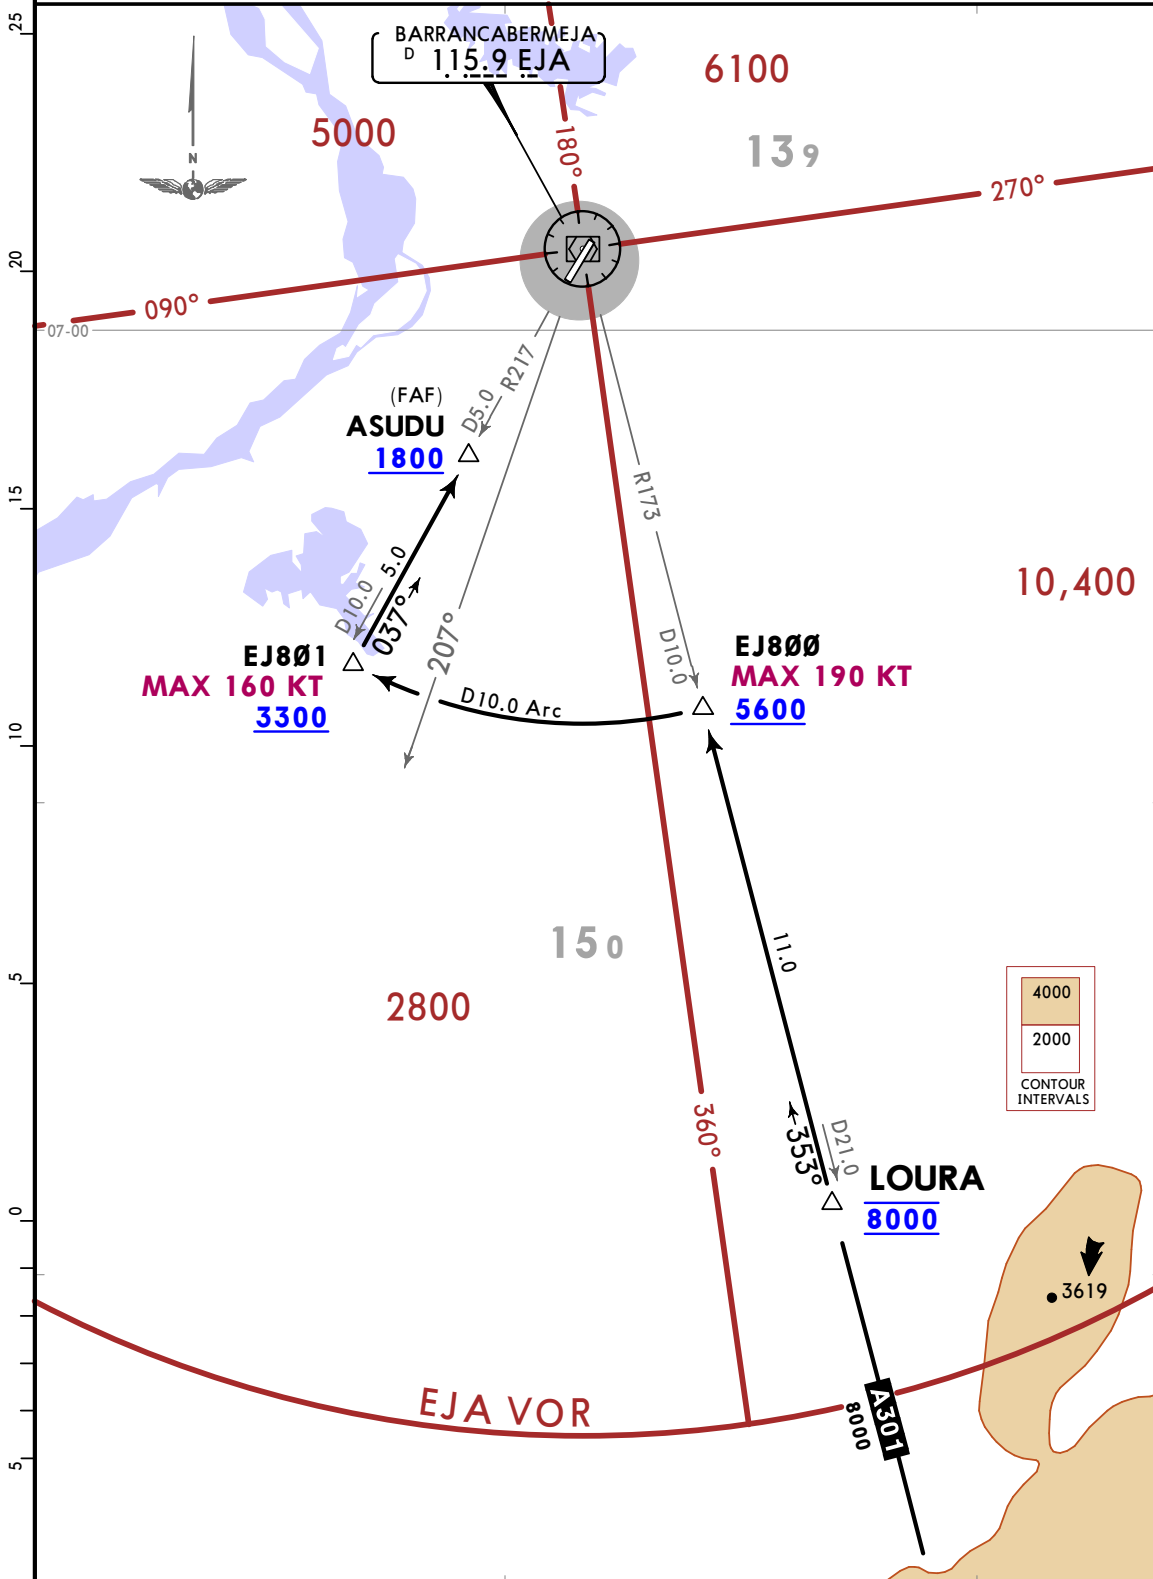 25
BARRANCABERMEJA
D 115.9 EJA
6100
5000
139
180°
N
270°
20
090°
07-00
R217
(FAF)
D5.0
ASUDU
1800
R173
15
5.0
10,400
D10.0
037°
207°
D10.0
EJ8Ø1
MAX 160 KT
3300
EJ8ØØ
MAX 190 KT
5600
D10.0 Arc
10
11.0
150
5
2800
4000
2000
CONTOUR
INTERVALS
360°
353°
D21.0
LOURA
8000
0
3619
EJA VOR
A301
8000
5